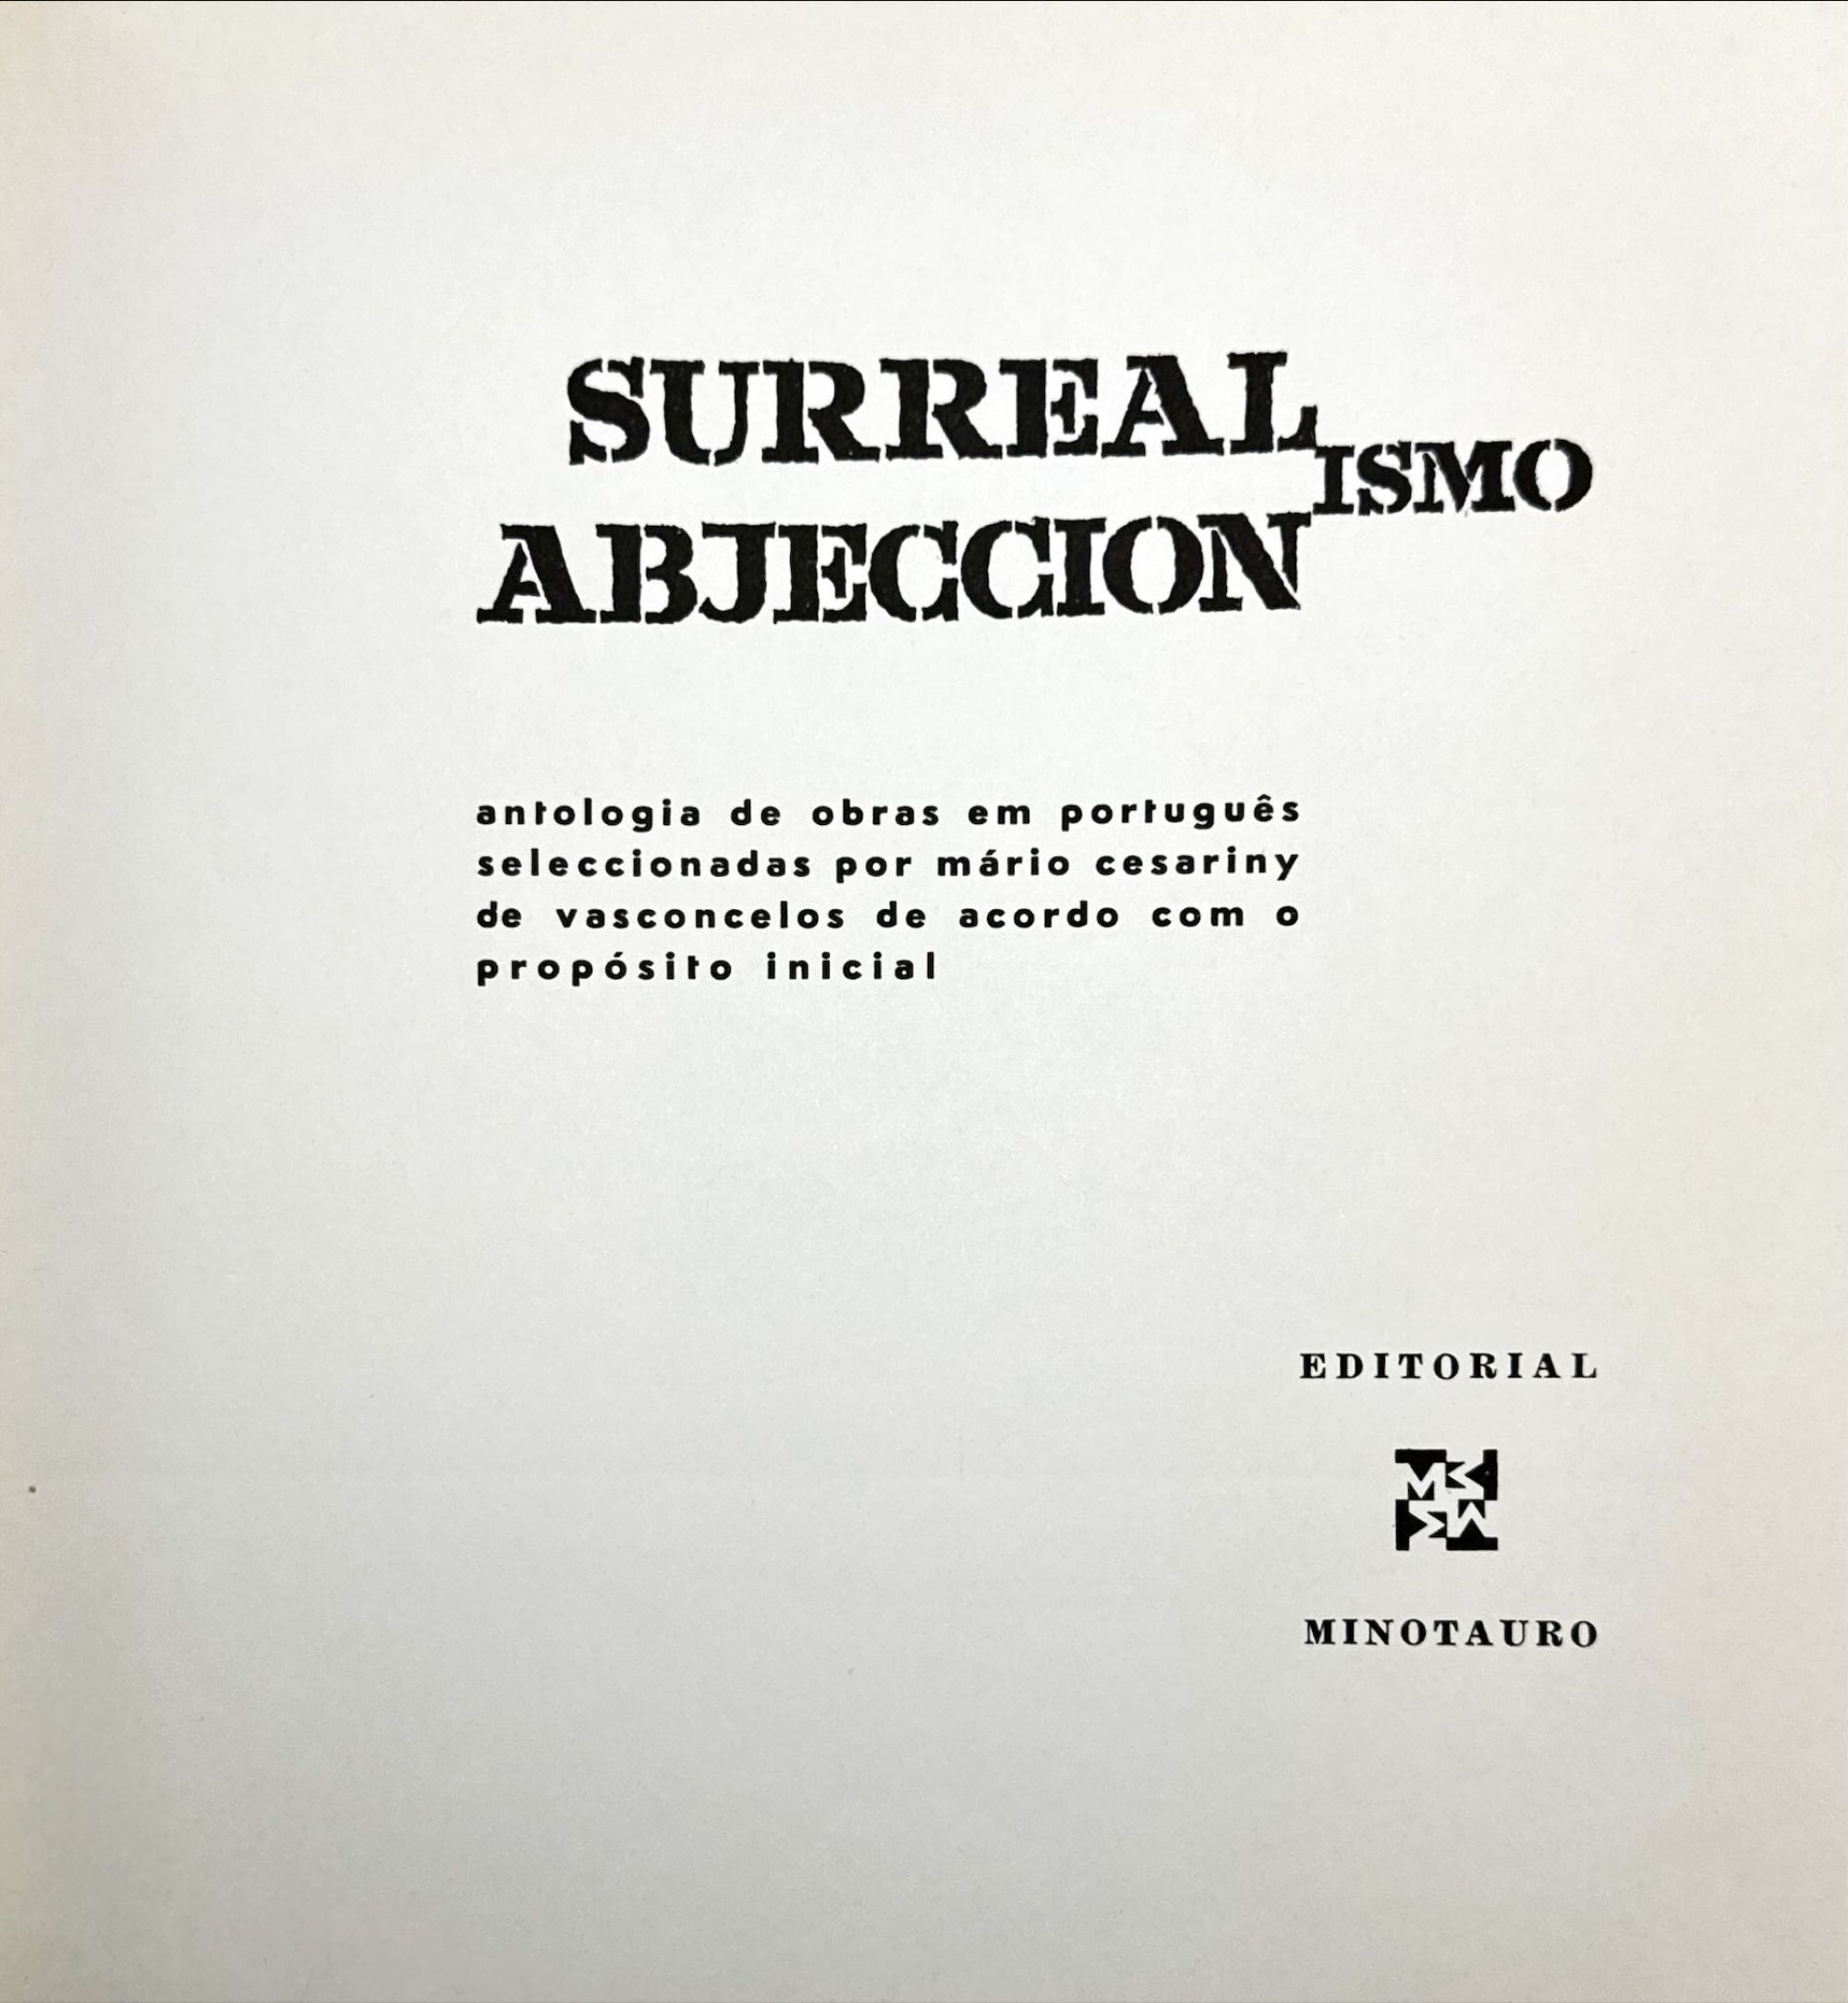 SURREAL
ISMO
ABJECCION
antologia de obras em português
seleccionadas por mário cesariny
de vasconcelos de acordo com o
propósito inicial
EDITORIAL
MINOTAURO